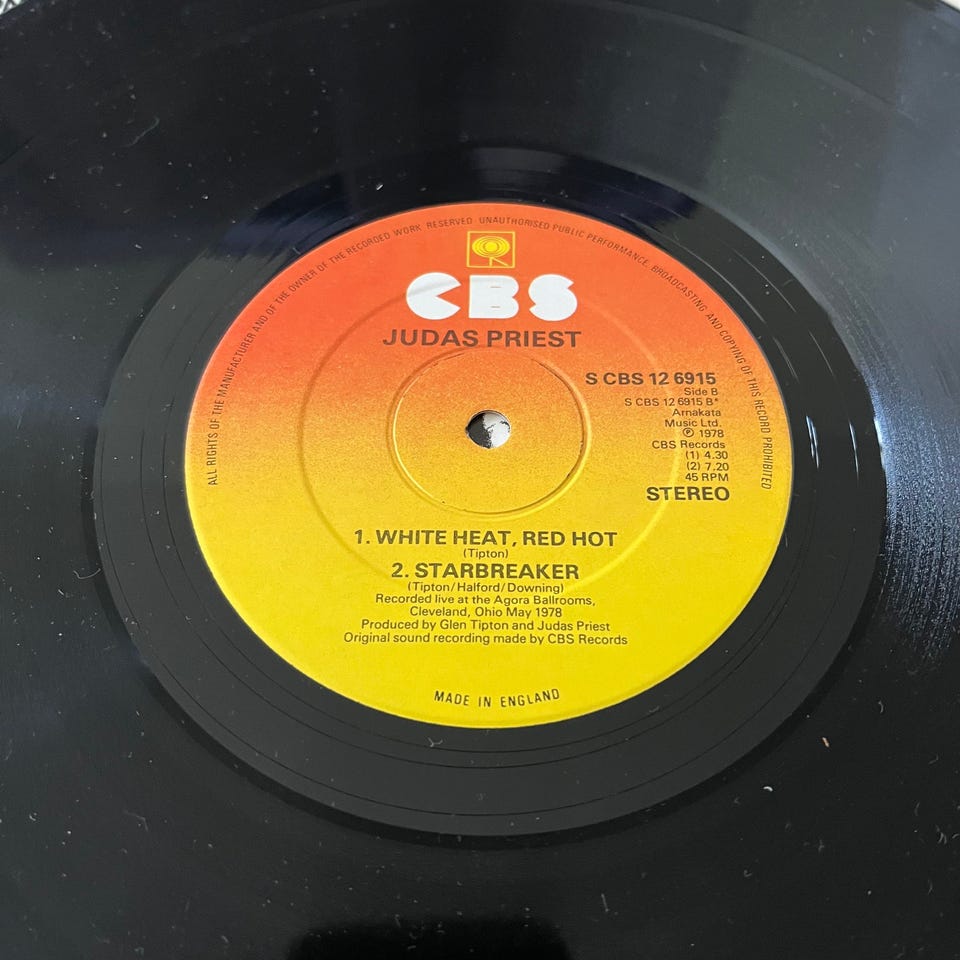 ALL RIGHTS OF THE MANUFACTURER AND OF THE OWNER OF THE RECORDED WORK RESERVED UNAUTHORISED PUBLIC PERFORMANCE, BROADCASTING AND COPYING OF THIS RECORD PROHIBITED
CBS
JUDAS PRIEST
S CBS 12 6915
Side B
S CBS 12 6915 B*
Arnakata
Music Ltd.
℗ 1978
CBS Records
(1) 4.30
(2) 7.20
45 RPM
STEREO
1. WHITE HEAT, RED HOT
(Tipton)
2. STARBREAKER
(Tipton/Halford/Downing)
Recorded live at the Agora Ballrooms,
Cleveland, Ohio May 1978
Produced by Glen Tipton and Judas Priest
Original sound recording made by CBS Records
MADE IN ENGLAND